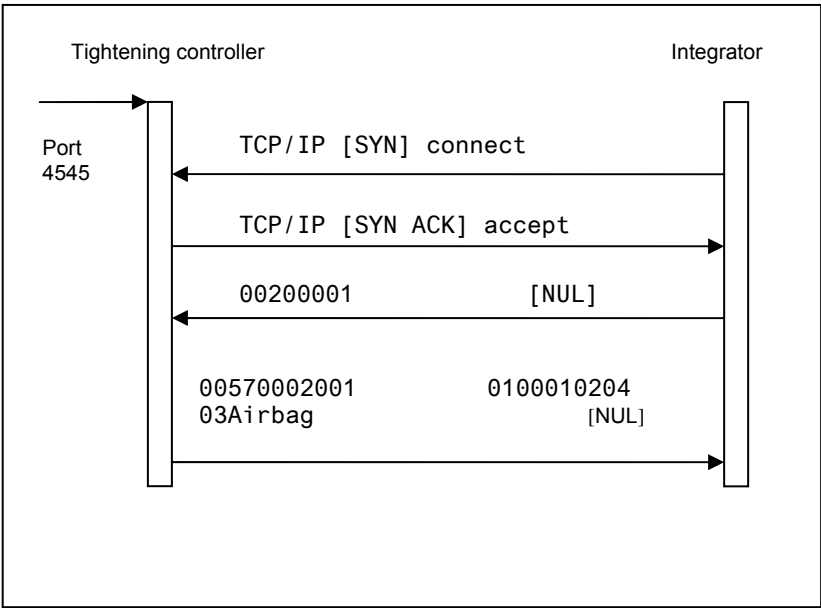 Tightening controller Integrator
Port
4545
TCP/IP [SYN] connect
TCP/IP [SYN ACK] accept
00200001 [NUL]
00570002001 0100010204
03Airbag [NUL]